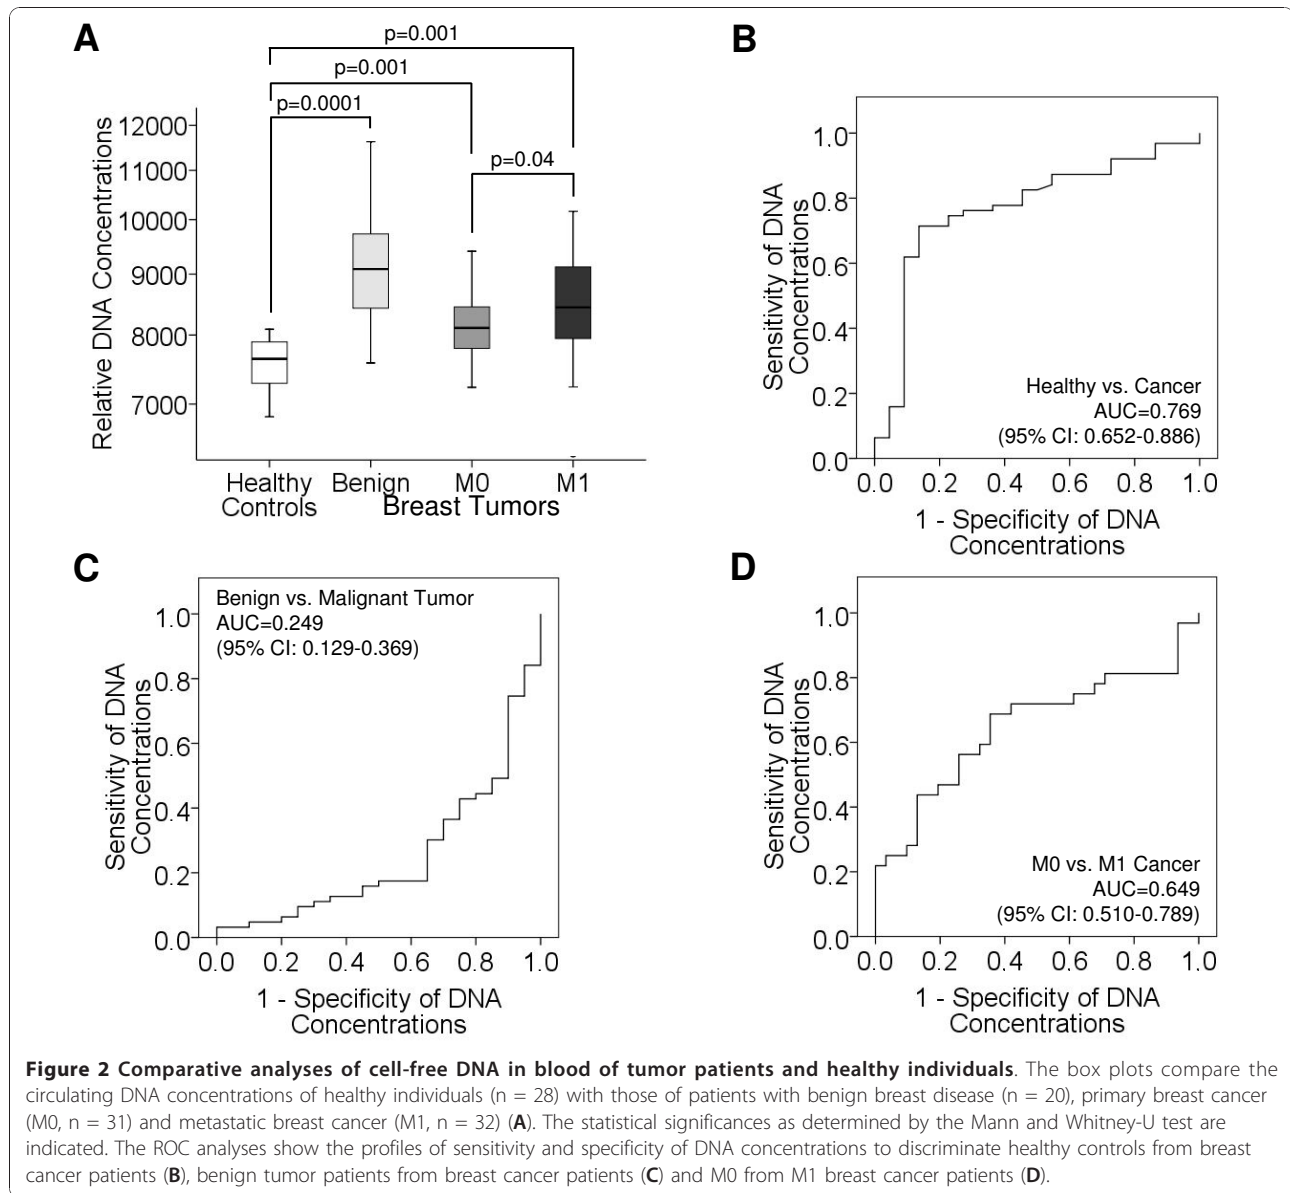 A
p=0.001
p=0.001
p=0.0001
p=0.04
Relative DNA Concentrations
12000
11000
10000
9000
8000
7000
Healthy Controls
Benign
M0
M1
Breast Tumors
B
Sensitivity of DNA
Concentrations
1.0
0.8
0.6
0.4
0.2
0.0
Healthy vs. Cancer
AUC=0.769
(95% CI: 0.652-0.886)
0.0 0.2 0.4 0.6 0.8 1.0
1 - Specificity of DNA
Concentrations
C
Benign vs. Malignant Tumor
AUC=0.249
(95% CI: 0.129-0.369)
Sensitivity of DNA
Concentrations
1.0
0.8
0.6
0.4
0.2
0.0
0.0 0.2 0.4 0.6 0.8 1.0
1 - Specificity of DNA
Concentrations
D
Sensitivity of DNA
Concentrations
1.0
0.8
0.6
0.4
0.2
0.0
M0 vs. M1 Cancer
AUC=0.649
(95% CI: 0.510-0.789)
0.0 0.2 0.4 0.6 0.8 1.0
1 - Specificity of DNA
Concentrations
Figure 2 Comparative analyses of cell-free DNA in blood of tumor patients and healthy individuals. The box plots compare the
circulating DNA concentrations of healthy individuals (n = 28) with those of patients with benign breast disease (n = 20), primary breast cancer
(M0, n = 31) and metastatic breast cancer (M1, n = 32) (A). The statistical significances as determined by the Mann and Whitney-U test are
indicated. The ROC analyses show the profiles of sensitivity and specificity of DNA concentrations to discriminate healthy controls from breast
cancer patients (B), benign tumor patients from breast cancer patients (C) and M0 from M1 breast cancer patients (D).